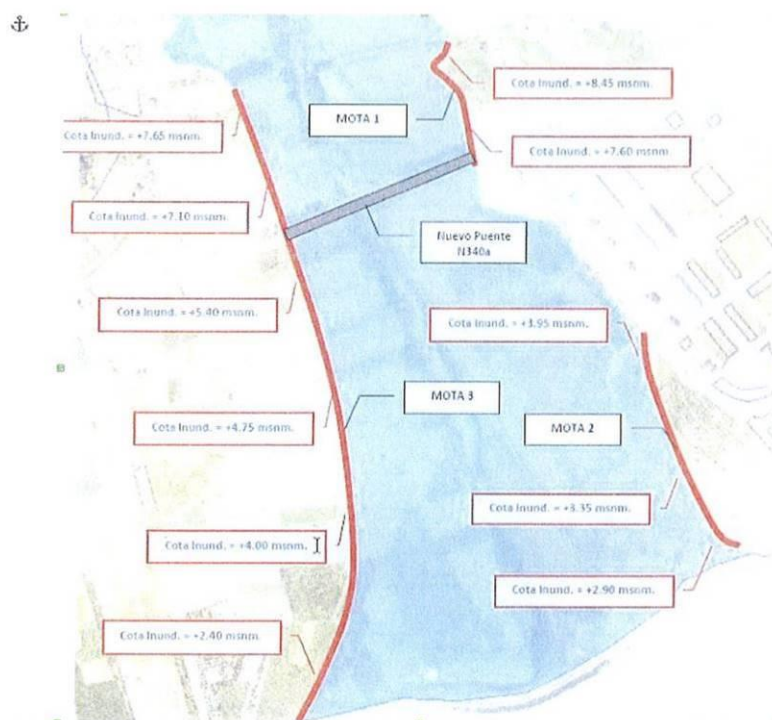 Cota Inund. = +8.45 msnm.
MOTA 1
Cota Inund. = +7.65 msnm.
Cota Inund. = +7.60 msnm.
Cota Inund. = +7.10 msnm.
Nuevo Puente
N340a
Cota Inund. = +5.40 msnm.
Cota Inund. = +3.95 msnm.
MOTA 3
Cota Inund. = +4.75 msnm.
MOTA 2
Cota Inund. = +3.35 msnm.
Cota Inund. = +4.00 msnm.
Cota Inund. = +2.90 msnm.
Cota Inund. = +2.40 msnm.